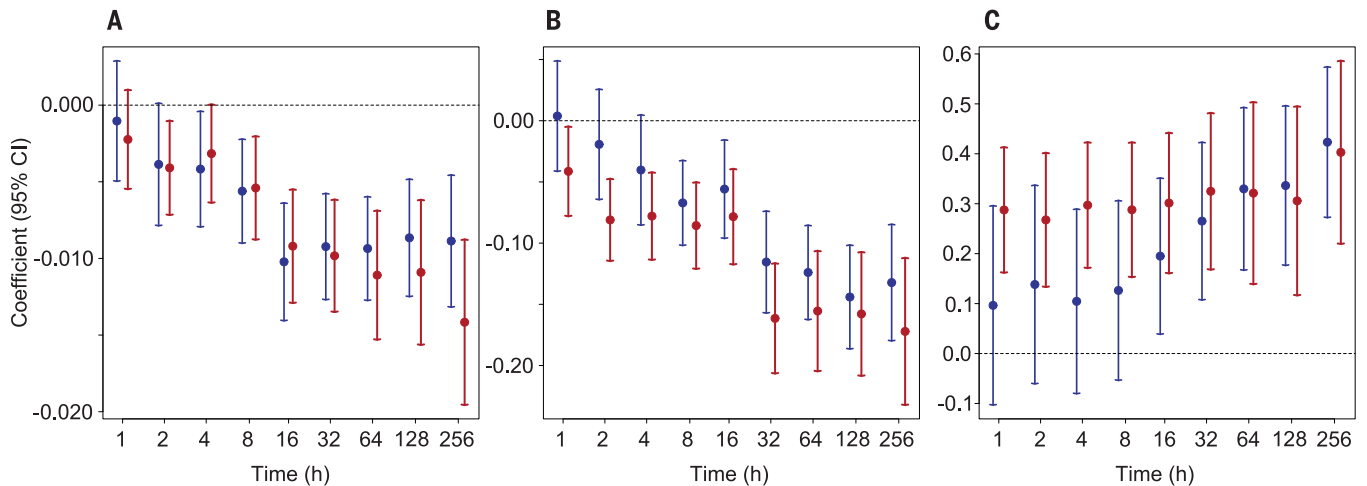 A
B
C
Coefficient (95% CI)
0.000
-0.010
-0.020
1 2 4 8 16 32 64 128 256
Time (h)
0.00
-0.10
-0.20
1 2 4 8 16 32 64 128 256
Time (h)
0.6
0.5
0.4
0.3
0.2
0.1
0.0
-0.1
1 2 4 8 16 32 64 128 256
Time (h)